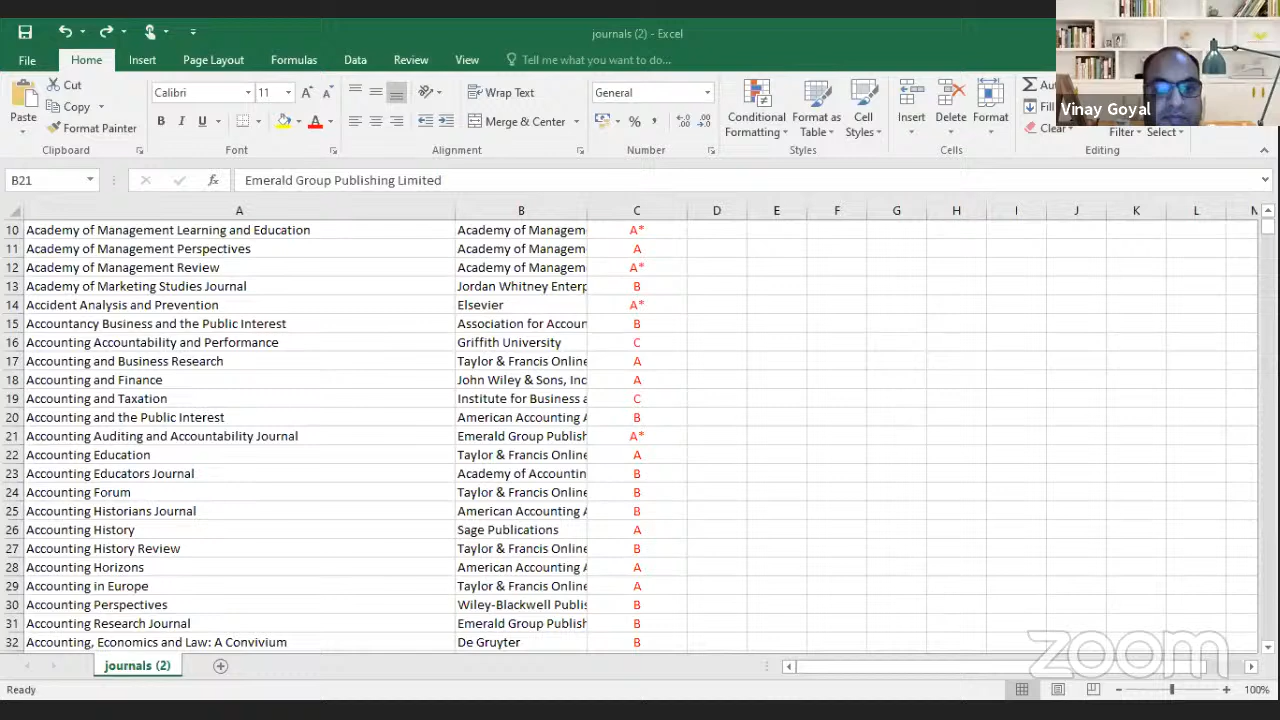 journals (2) - Excel
File Home Insert Page Layout Formulas Data Review View Tell me what you want to do...
Vinay Goyal
Paste Cut Copy Format Painter Clipboard
Calibri 11 B I U A A A Font
Wrap Text Merge & Center Alignment
General % , Number
Conditional Formatting Format as Table Cell Styles Styles
Insert Delete Format Cells
Fill Clear Filter Select Editing
B21 fx Emerald Group Publishing Limited
A B C D E F G H I J K L
10 Academy of Management Learning and Education Academy of Managem A*
11 Academy of Management Perspectives Academy of Managem A
12 Academy of Management Review Academy of Managem A*
13 Academy of Marketing Studies Journal Jordan Whitney Enterp B
14 Accident Analysis and Prevention Elsevier A*
15 Accountancy Business and the Public Interest Association for Accoun B
16 Accounting Accountability and Performance Griffith University C
17 Accounting and Business Research Taylor & Francis Online A
18 Accounting and Finance John Wiley & Sons, Inc A
19 Accounting and Taxation Institute for Business a C
20 Accounting and the Public Interest American Accounting A B
21 Accounting Auditing and Accountability Journal Emerald Group Publish A*
22 Accounting Education Taylor & Francis Online A
23 Accounting Educators Journal Academy of Accountin B
24 Accounting Forum Taylor & Francis Online B
25 Accounting Historians Journal American Accounting A B
26 Accounting History Sage Publications A
27 Accounting History Review Taylor & Francis Online B
28 Accounting Horizons American Accounting A A
29 Accounting in Europe Taylor & Francis Online A
30 Accounting Perspectives Wiley-Blackwell Publis B
31 Accounting Research Journal Emerald Group Publish B
32 Accounting, Economics and Law: A Convivium De Gruyter B
zoom
journals (2)
Ready 100%